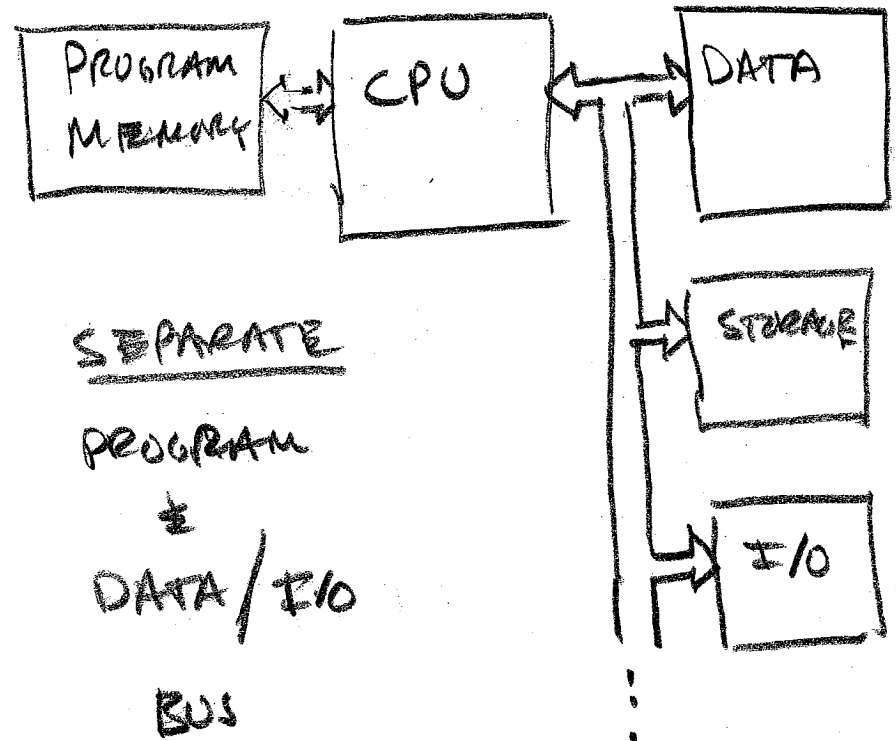 PROGRAM
MEMORY
CPU
DATA
STORAGE
I/O
SEPARATE
PROGRAM
&
DATA/I/O
BUS